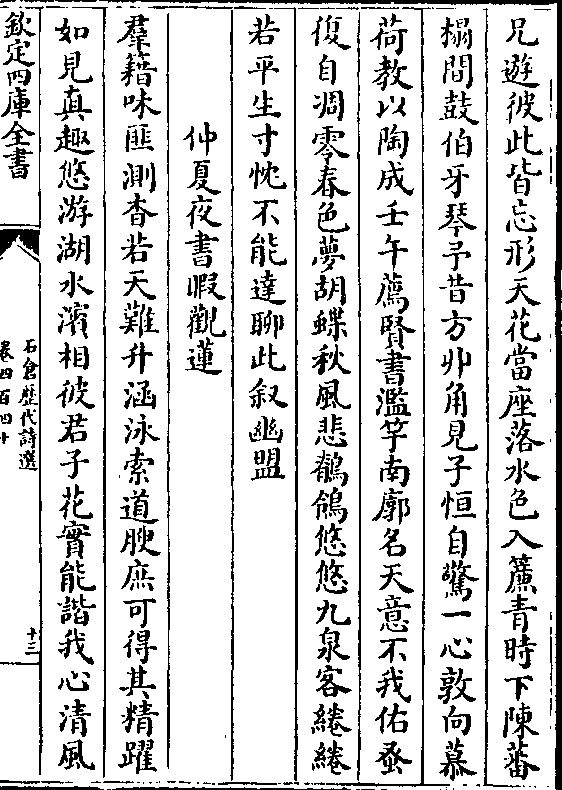 兄遊彼此皆忘形天花當座落水色入簾青時下陳蕃
榻間鼓伯牙琴予昔方丱角見子恒自驚一心敦向慕
荷教以陶成壬午薦賢書濫竽南廓名天意不我佑蚤
復自凋零春色夢胡蝶秋風悲鶺鴒悠悠九泉客綣綣
若平生寸忱不能達聊此叙幽盟
仲夏夜書暇觀蓮
羣籍味匪測杳若天難升涵泳索道腴庶可得其精躍
如見真趣悠游湖水濱相彼君子花實能諧我心清風
欽定四庫全書
石倉歴代詩選
卷四百四十
十三